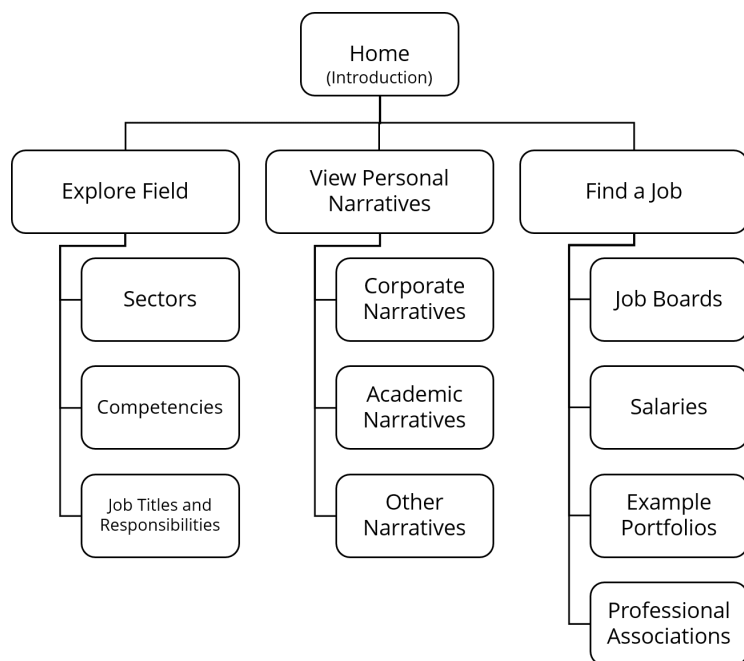 Home
(Introduction)
Explore Field
View Personal
Narratives
Find a Job
Sectors
Competencies
Job Titles and
Responsibilities
Corporate
Narratives
Academic
Narratives
Other
Narratives
Job Boards
Salaries
Example
Portfolios
Professional
Associations